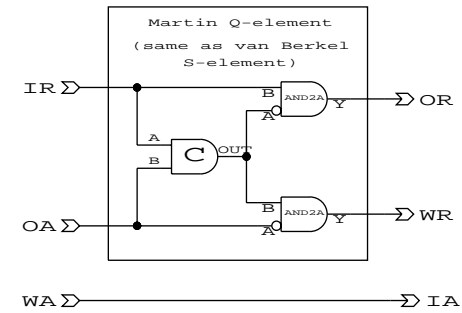 Martin Q-element
(same as van Berkel
S-element)
IR
B
AND2A
Y
OR
A
A
C
OUT
B
B
AND2A
Y
WR
OA
A
WA
IA